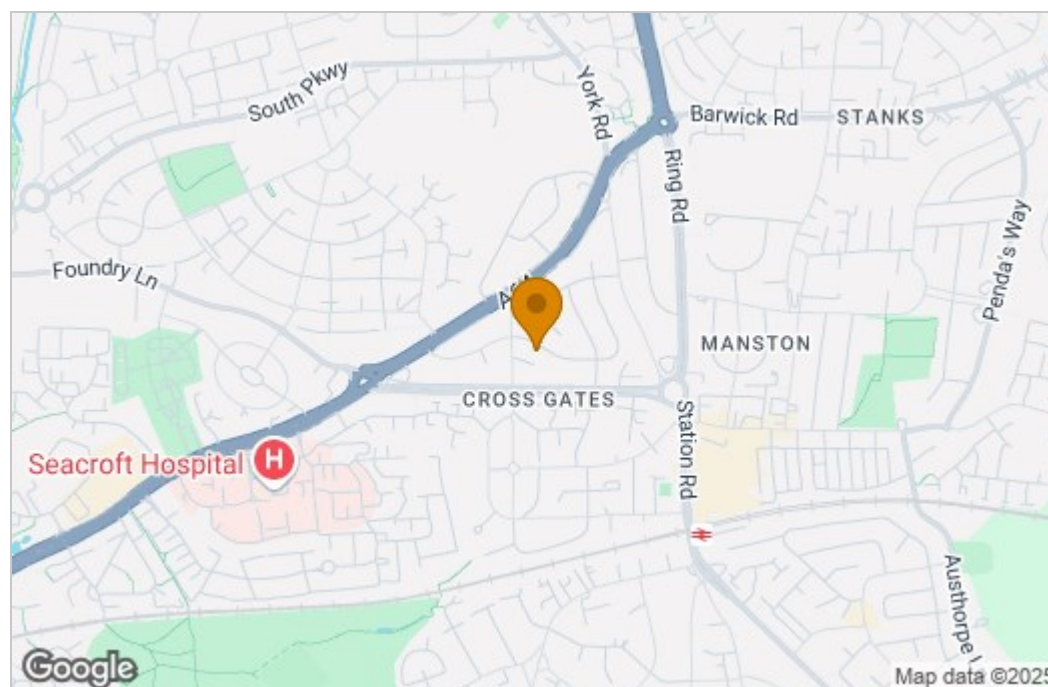 South Pkwy
York Rd
Barwick Rd
STANKS
Ring Rd
Foundry Ln
Penda's Way
MANSTON
CROSS GATES
Seacroft Hospital
H
Station Rd
Austhorpe
Google
Map data ©2025